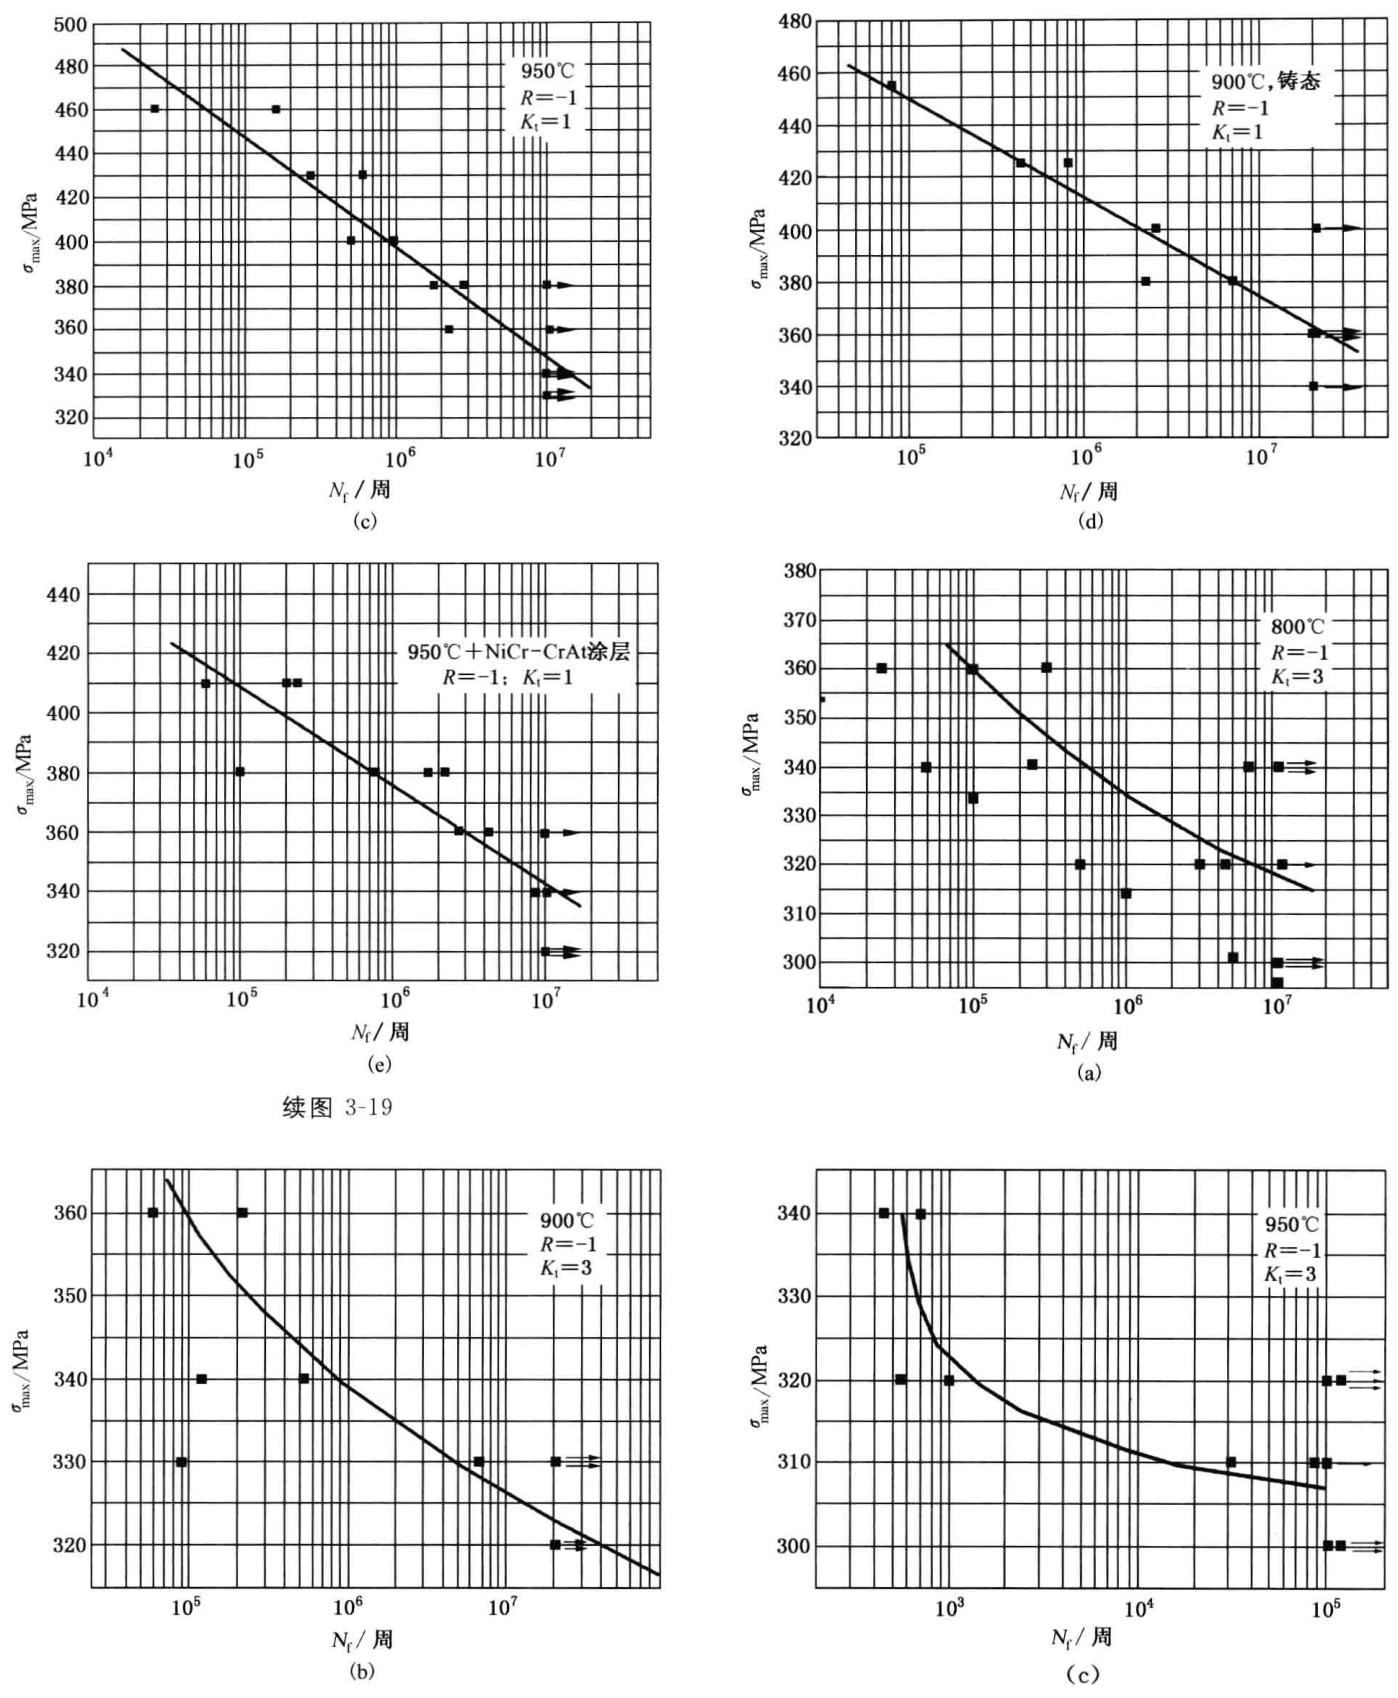 500
480
460
440
420
400
380
360
340
320
σmax/MPa
950℃
R=-1
Kt=1
10⁴ 10⁵ 10⁶ 10⁷
Nf / 周
(c)
480
460
440
420
400
380
360
340
320
σmax/MPa
900℃,铸态
R=-1
Kt=1
10⁵ 10⁶ 10⁷
Nf / 周
(d)
440
420
400
380
360
340
320
σmax/MPa
950℃+NiCr-CrAt涂层
R=-1; Kt=1
10⁴ 10⁵ 10⁶ 10⁷
Nf / 周
(e)
380
370
360
350
340
330
320
310
300
σmax/MPa
800℃
R=-1
Kt=3
10⁴ 10⁵ 10⁶ 10⁷
Nf / 周
(a)
续图 3-19
360
350
340
330
320
σmax/MPa
900℃
R=-1
Kt=3
10⁵ 10⁶ 10⁷
Nf / 周
(b)
340
330
320
310
300
σmax/MPa
950℃
R=-1
Kt=3
10³ 10⁴ 10⁵
Nf / 周
(c)